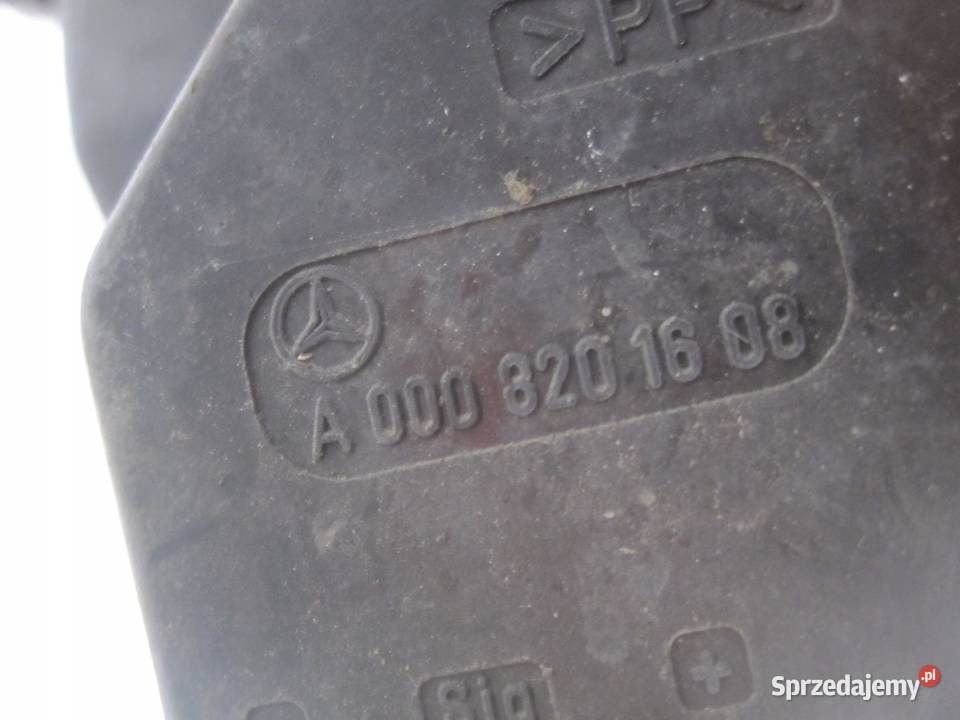 >PP<
A 000 820 16 08
Sig
+
Sprzedajemy.pl